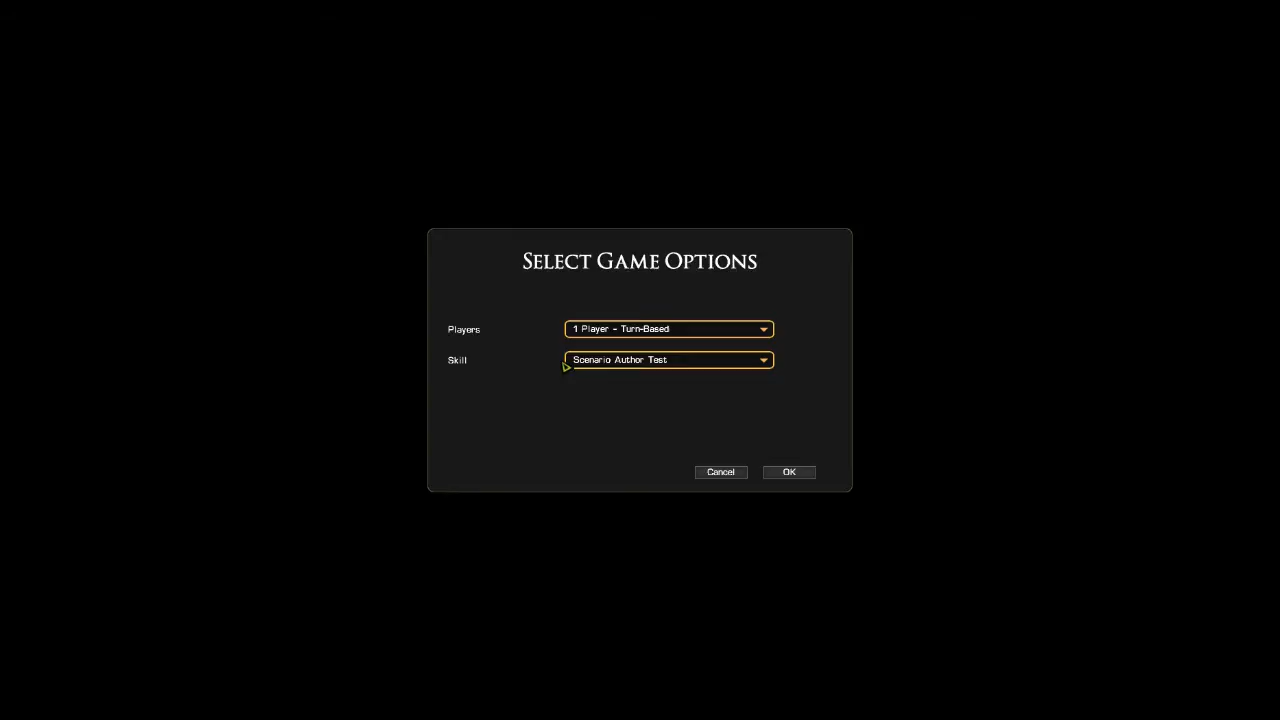 SELECT GAME OPTIONS
Players 1 Player - Turn-Based
Skill Scenario Author Test
Cancel OK